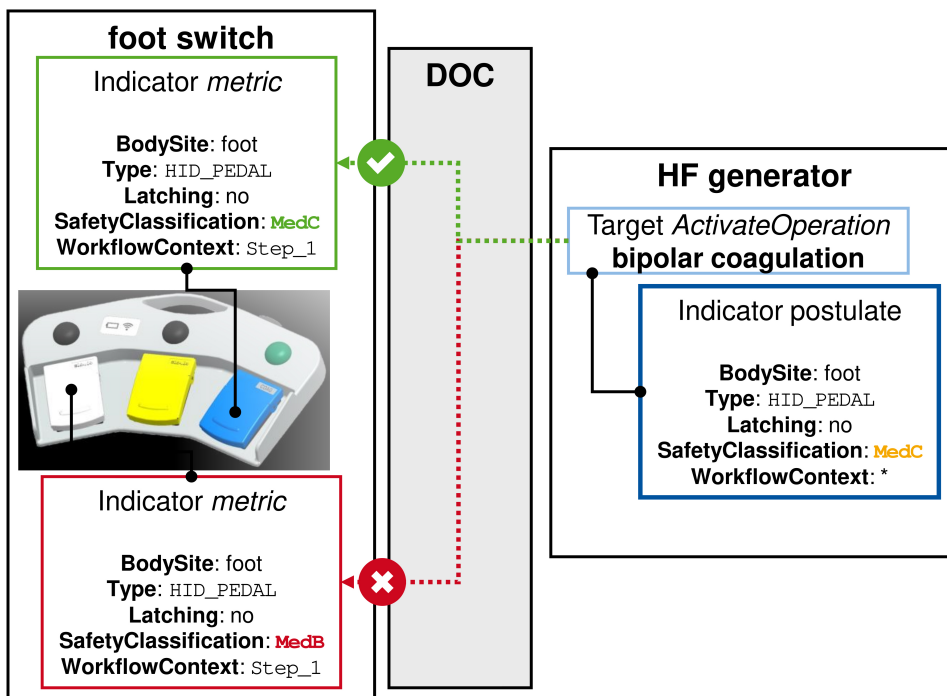 foot switch
Indicator metric
BodySite: foot
Type: HID_PEDAL
Latching: no
SafetyClassification: MedC
WorkflowContext: Step_1
Indicator metric
BodySite: foot
Type: HID_PEDAL
Latching: no
SafetyClassification: MedB
WorkflowContext: Step_1
DOC
HF generator
Target ActivateOperation
bipolar coagulation
Indicator postulate
BodySite: foot
Type: HID_PEDAL
Latching: no
SafetyClassification: MedC
WorkflowContext: *